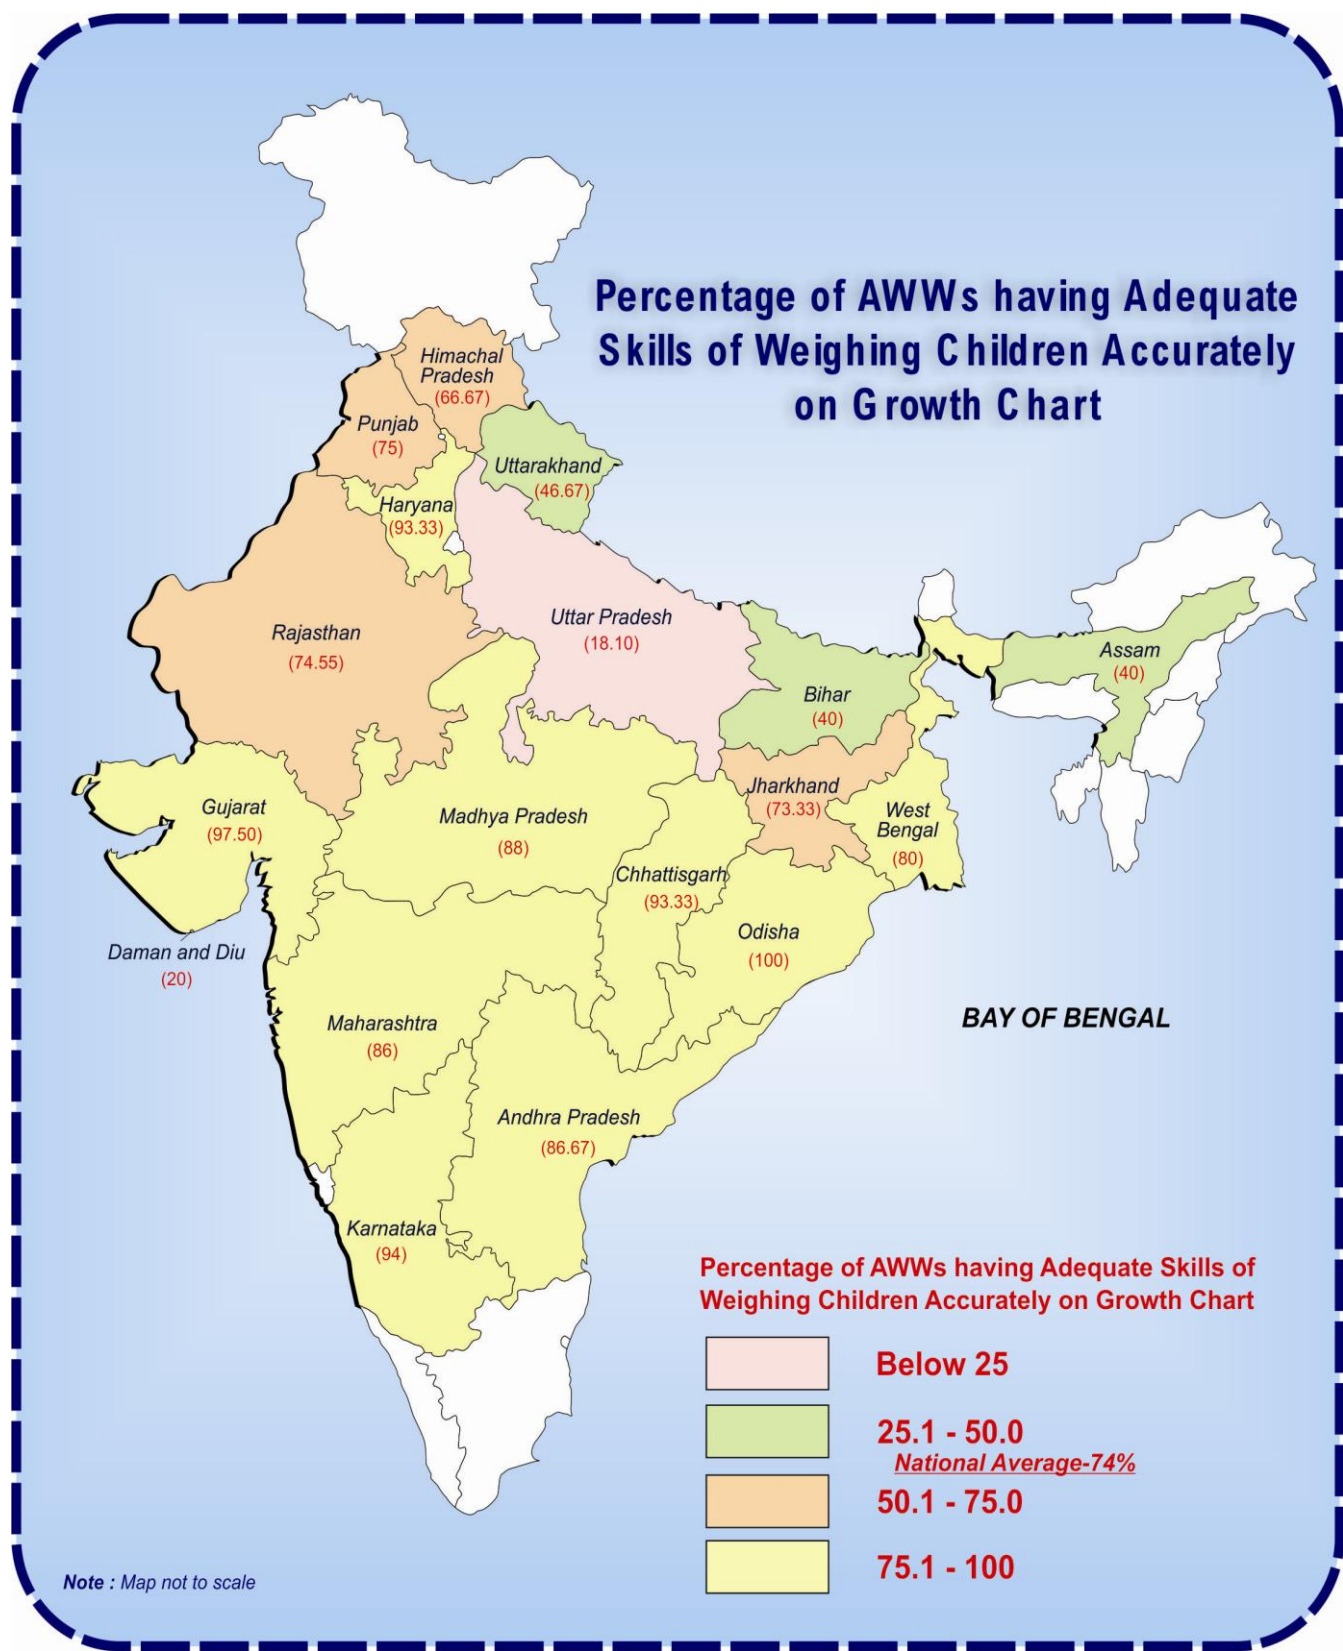 Percentage of AWWs having Adequate
Skills of Weighing Children Accurately
on Growth Chart
Himachal
Pradesh
(66.67)
Punjab
(75)
Uttarakhand
(46.67)
Haryana
(93.33)
Rajasthan
(74.55)
Uttar Pradesh
(18.10)
Assam
(40)
Bihar
(40)
Jharkhand
(73.33)
West
Bengal
(80)
Gujarat
(97.50)
Madhya Pradesh
(88)
Chhattisgarh
(93.33)
Odisha
(100)
Daman and Diu
(20)
Maharashtra
(86)
BAY OF BENGAL
Andhra Pradesh
(86.67)
Karnataka
(94)
Percentage of AWWs having Adequate Skills of
Weighing Children Accurately on Growth Chart
Below 25
25.1 - 50.0
National Average-74%
50.1 - 75.0
75.1 - 100
Note : Map not to scale